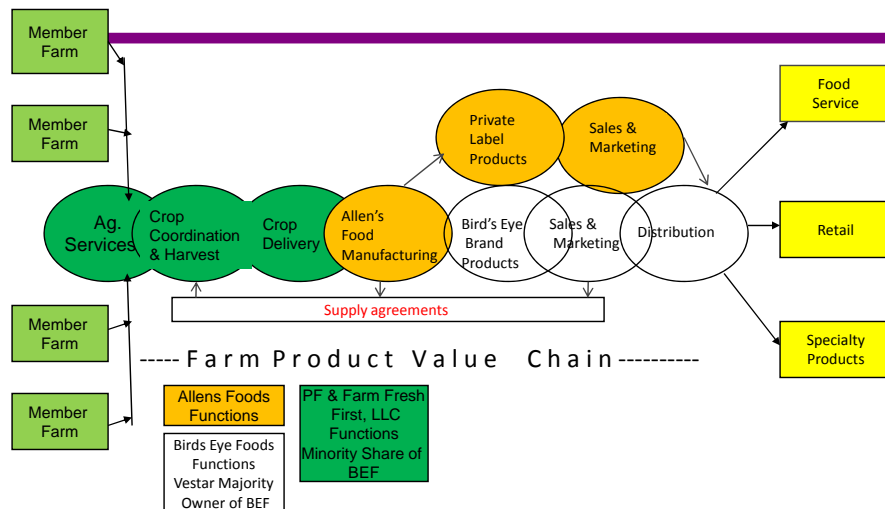 Member
Farm
Member
Farm
Member
Farm
Member
Farm
Ag.
Services
Crop
Coordination
& Harvest
Crop
Delivery
Allen's
Food
Manufacturing
Private
Label
Products
Sales &
Marketing
Bird's Eye
Brand
Products
Sales &
Marketing
Distribution
Food
Service
Retail
Specialty
Products
Supply agreements
----Farm Product Value Chain----------
Allens Foods
Functions
PF & Farm Fresh
First, LLC
Functions
Minority Share of
BEF
Birds Eye Foods
Functions
Vestar Majority
Owner of BEF